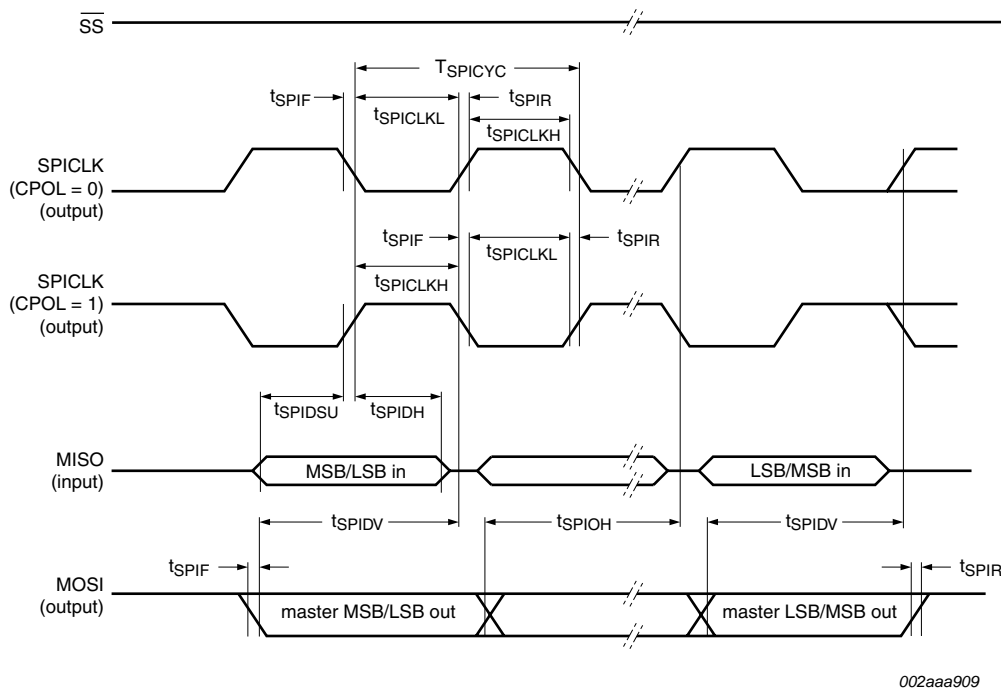 SS
TSPICYC
tSPIF
tSPICLKL
tSPIR
tSPICLKH
SPICLK
(CPOL = 0)
(output)
tSPIF
tSPICLKL
tSPIR
tSPICLKH
SPICLK
(CPOL = 1)
(output)
tSPIDSU
tSPIDH
MISO
(input)
MSB/LSB in
LSB/MSB in
tSPIDV
tSPIOH
tSPIDV
tSPIF
tSPIR
MOSI
(output)
master MSB/LSB out
master LSB/MSB out
002aaa909